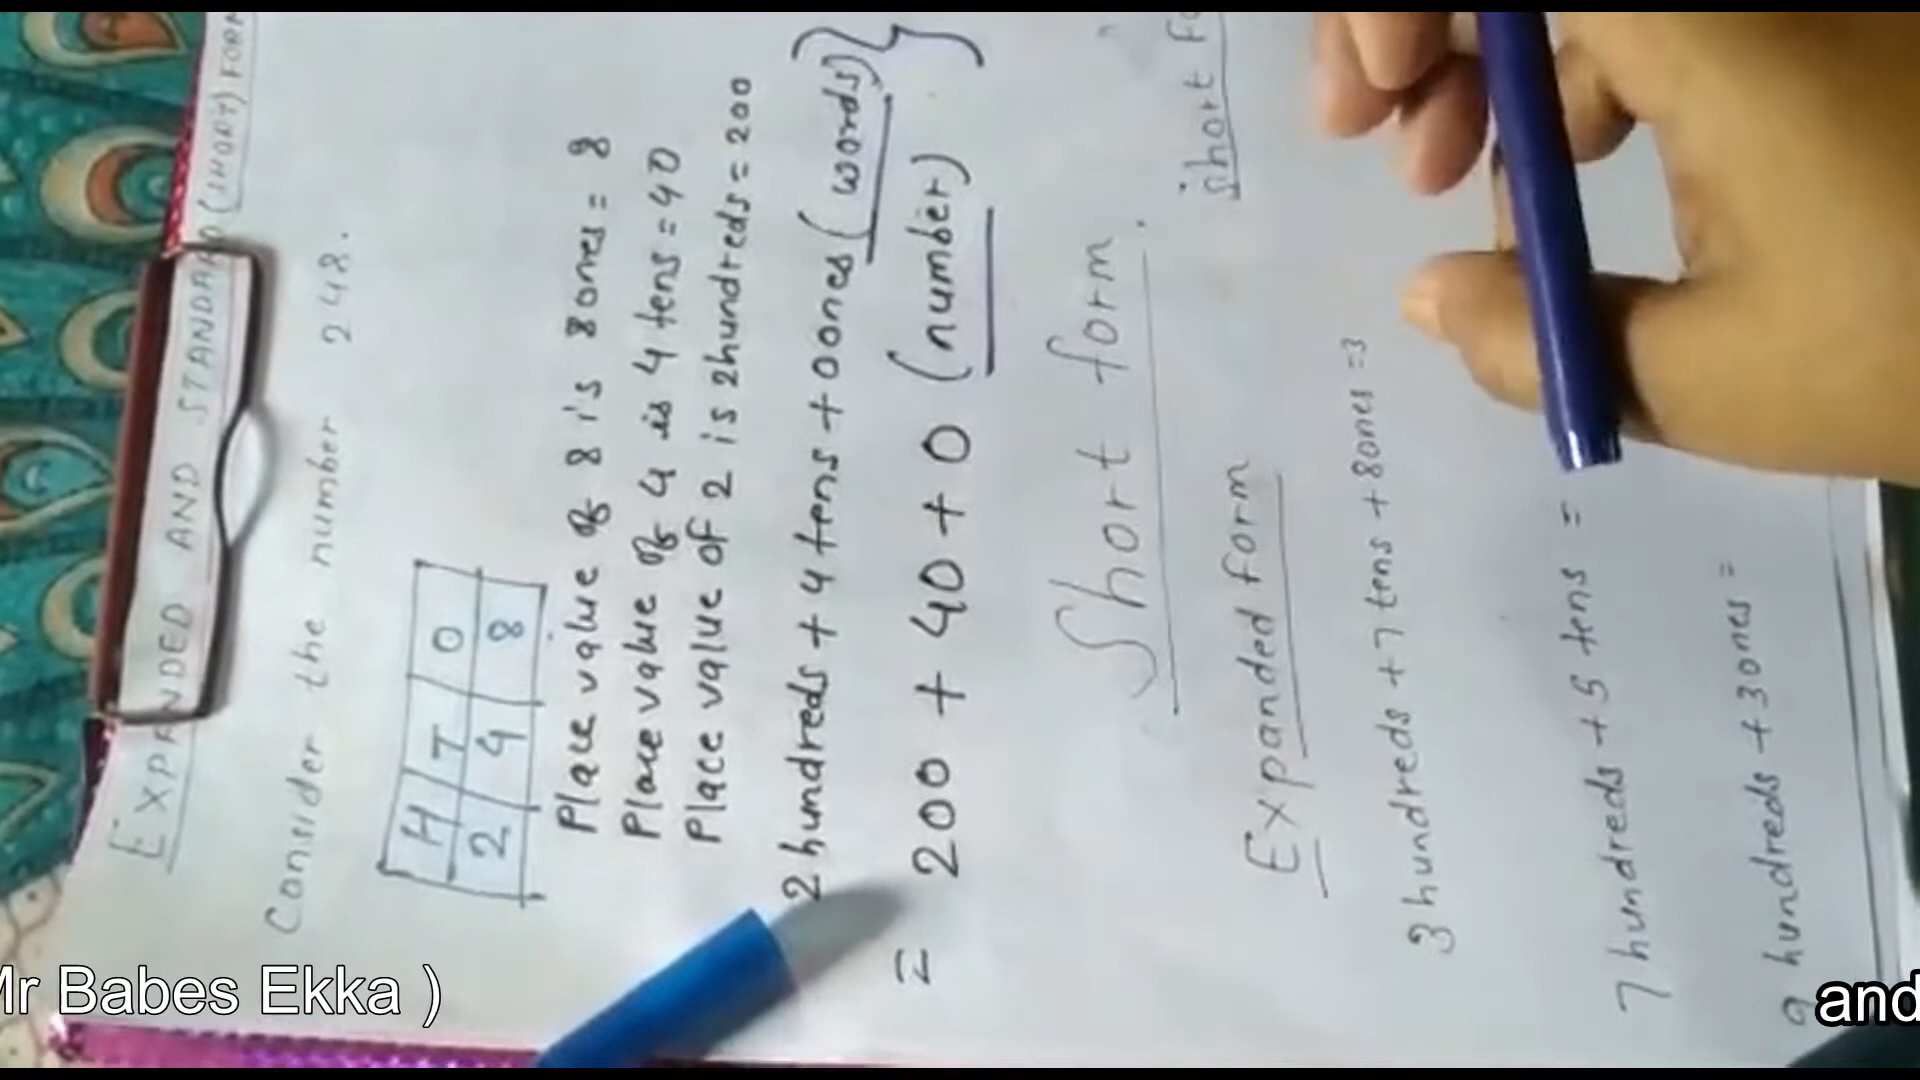 EXPANDED AND STANDARD (SHORT) FORM
Consider the number 248.
H T O
2 4 8
Place value of 8 is 8 ones = 8
Place value of 4 is 4 tens = 40
Place value of 2 is 2 hundreds = 200
2 hundreds + 4 tens + 0 ones (words)
= 200 + 40 + 0 (number)
Short form.
Expanded form short
3 hundreds + 7 tens + 8 ones = 3
7 hundreds + 5 tens =
9 hundreds + 3 ones =
Mr Babes Ekka )
and